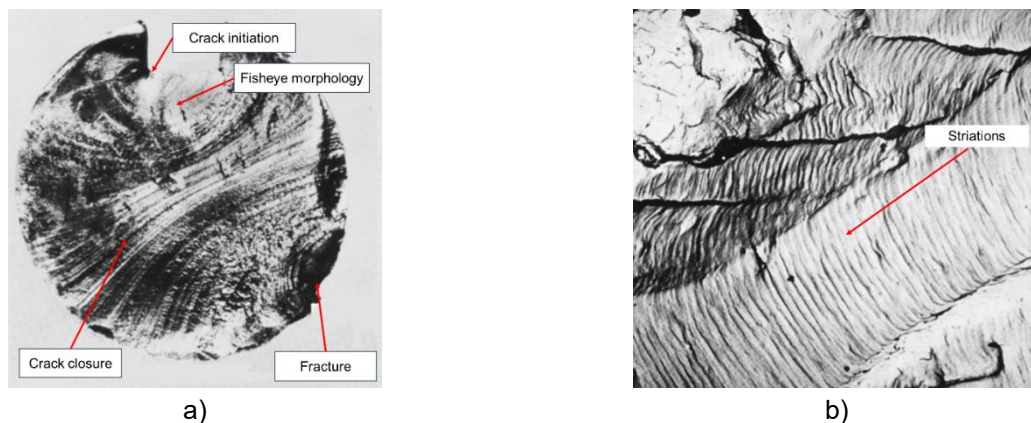 Crack initiation
Fisheye morphology
Striations
Crack closure
Fracture
a)
b)